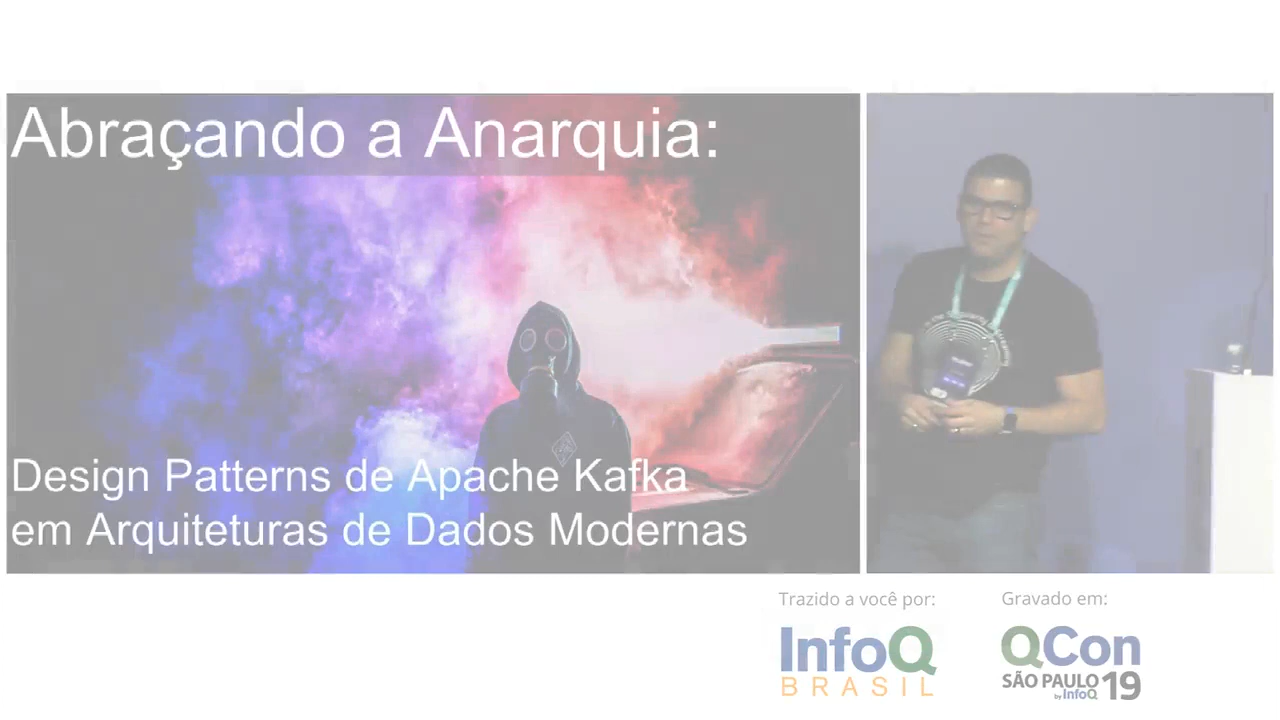 Abraçando a Anarquia:
Design Patterns de Apache Kafka
em Arquiteturas de Dados Modernas
Trazido a você por:
InfoQ
BRASIL
Gravado em:
QCon
SÃO PAULO 19
by InfoQ